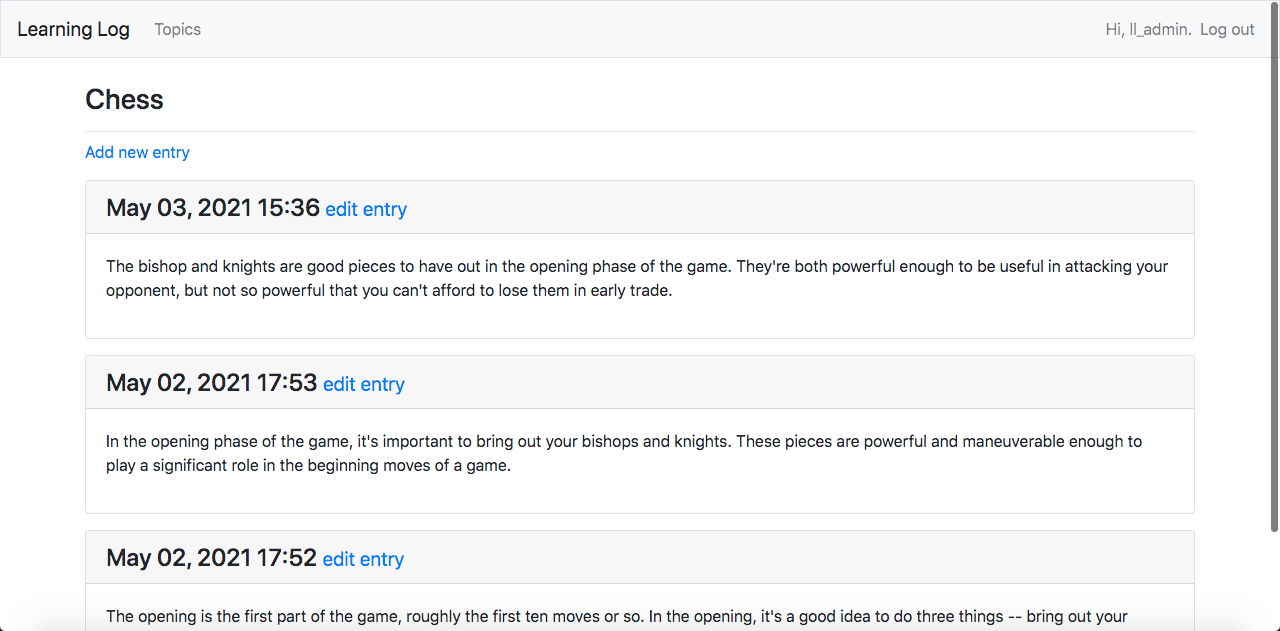 Learning Log Topics Hi, ll_admin. Log out
Chess
Add new entry
May 03, 2021 15:36 edit entry
The bishop and knights are good pieces to have out in the opening phase of the game. They're both powerful enough to be useful in attacking your
opponent, but not so powerful that you can't afford to lose them in early trade.
May 02, 2021 17:53 edit entry
In the opening phase of the game, it's important to bring out your bishops and knights. These pieces are powerful and maneuverable enough to
play a significant role in the beginning moves of a game.
May 02, 2021 17:52 edit entry
The opening is the first part of the game, roughly the first ten moves or so. In the opening, it's a good idea to do three things -- bring out your